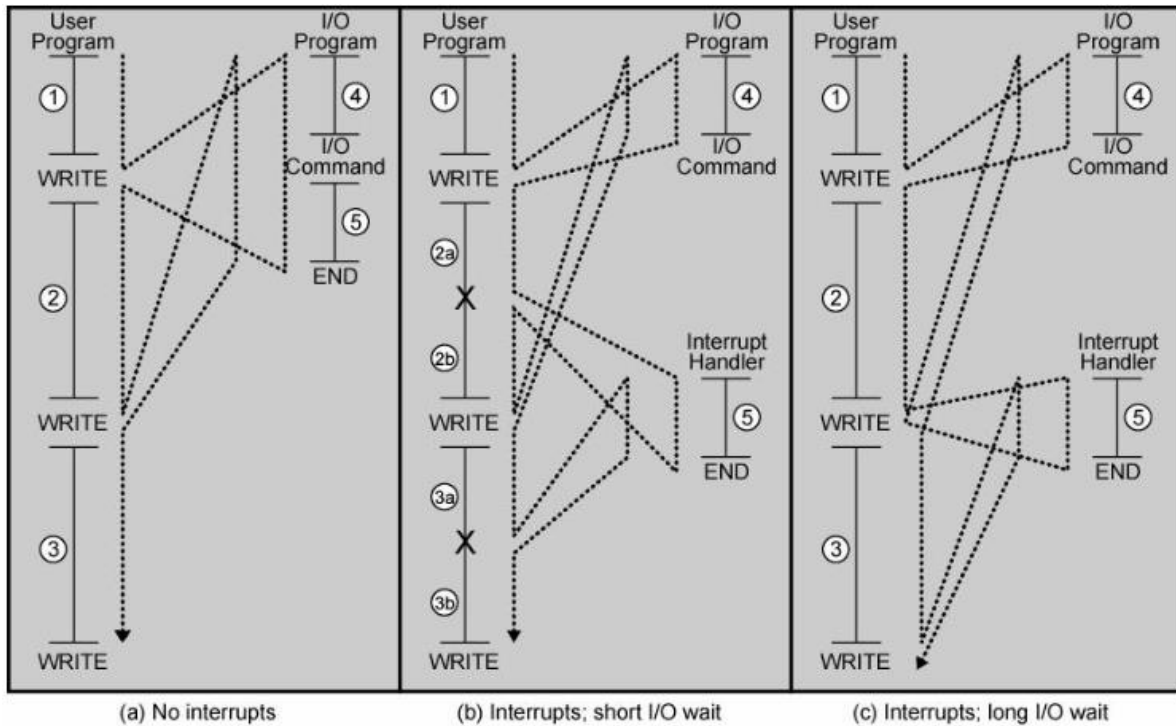 User
Program
I/O
Program
1
4
WRITE
I/O
Command
5
END
2
WRITE
3
WRITE
(a) No interrupts
User
Program
I/O
Program
1
4
WRITE
I/O
Command
2a
X
2b
Interrupt
Handler
WRITE
5
END
3a
X
3b
WRITE
(b) Interrupts; short I/O wait
User
Program
I/O
Program
1
4
WRITE
I/O
Command
2
Interrupt
Handler
WRITE
5
END
3
WRITE
(c) Interrupts; long I/O wait